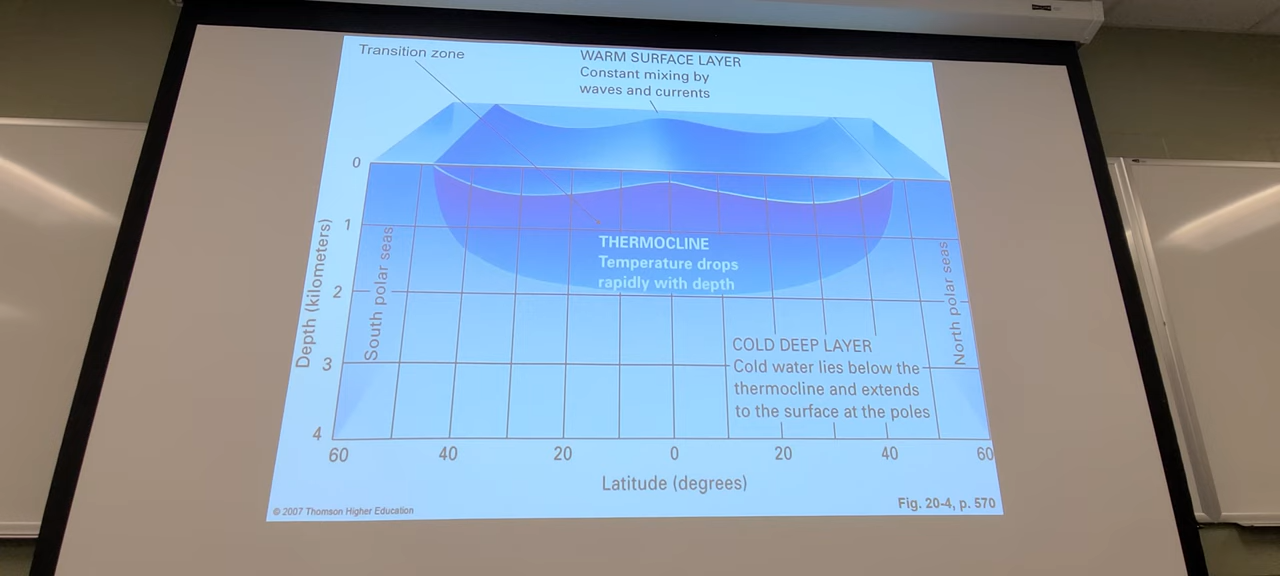 Transition zone
WARM SURFACE LAYER
Constant mixing by
waves and currents
0
1
2
3
4
Depth (kilometers)
South polar seas
THERMOCLINE
Temperature drops
rapidly with depth
North polar seas
COLD DEEP LAYER
Cold water lies below the
thermocline and extends
to the surface at the poles
60 40 20 0 20 40 60
Latitude (degrees)
© 2007 Thomson Higher Education
Fig. 20-4, p. 570